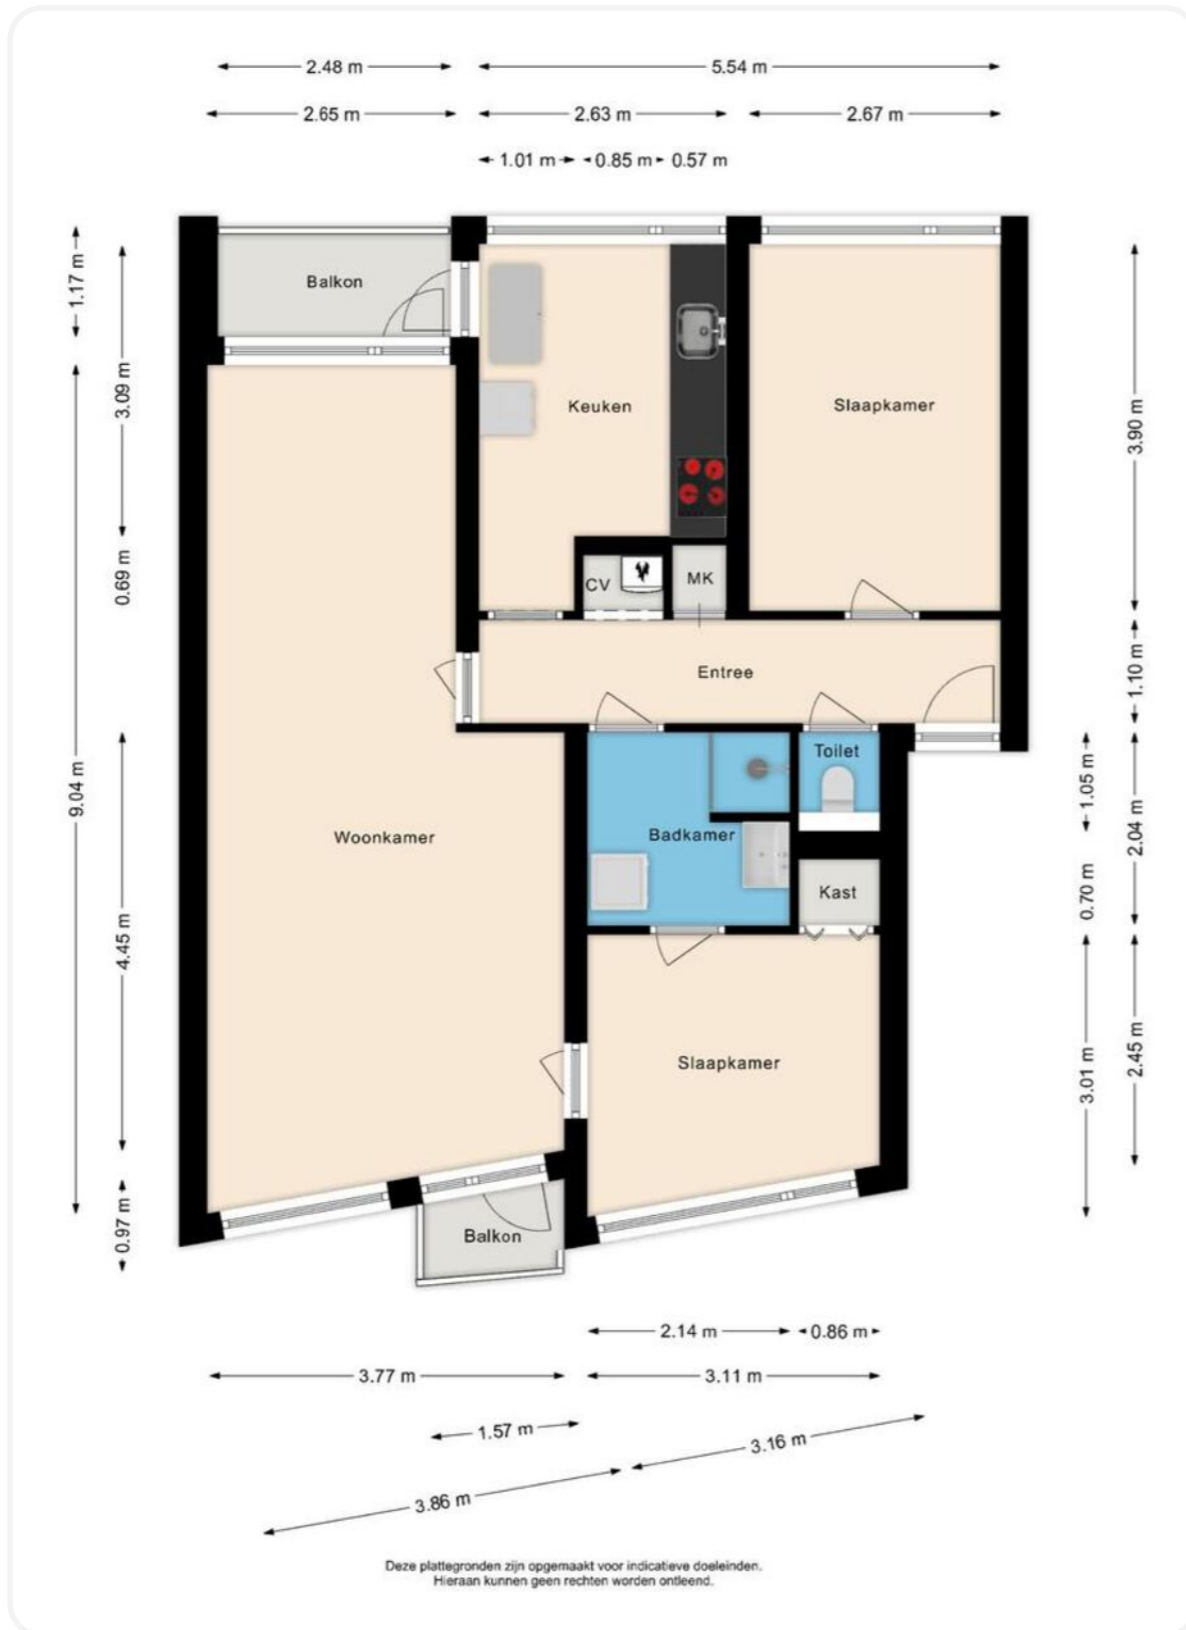 2.48 m
5.54 m
2.65 m
2.63 m
2.67 m
1.01 m
0.85 m
0.57 m
1.17 m
3.09 m
0.69 m
9.04 m
4.45 m
0.97 m
Balkon
Keuken
Slaapkamer
CV
MK
Entree
Toilet
Woonkamer
Badkamer
Kast
Slaapkamer
Balkon
3.90 m
1.10 m
1.05 m
2.04 m
0.70 m
2.45 m
3.01 m
2.14 m
0.86 m
3.77 m
3.11 m
1.57 m
3.16 m
3.86 m
Deze plattegronden zijn opgemaakt voor indicatieve doeleinden.
Hieraan kunnen geen rechten worden ontleend.